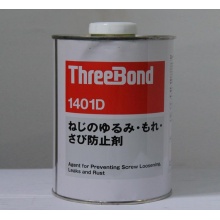 ThreeBond
1401D
ねじのゆるみ・もれ・
さび防止剤
Agent for Preventing Screw Loosening,
Leaks and Rust